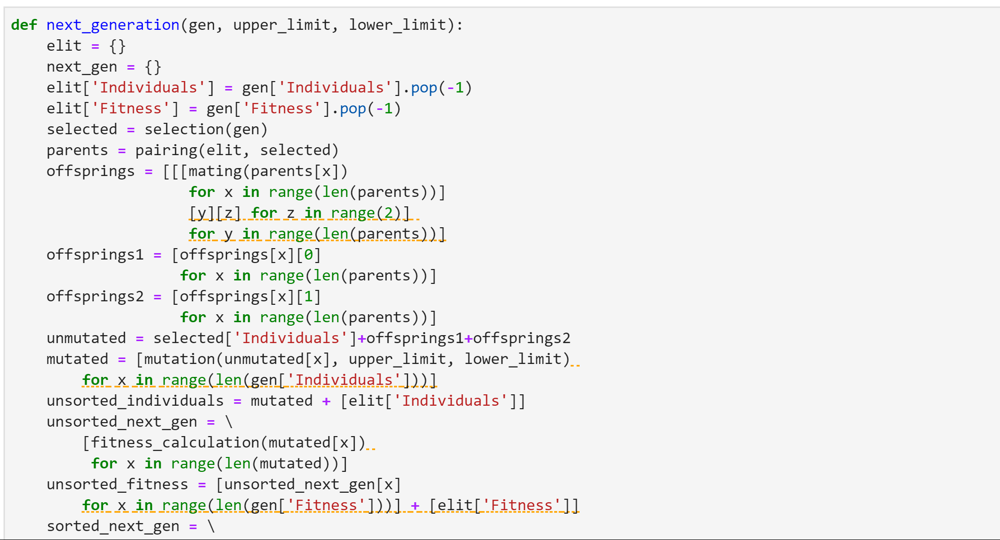 def next_generation(gen, upper_limit, lower_limit):
    elit = {}
    next_gen = {}
    elit['Individuals'] = gen['Individuals'].pop(-1)
    elit['Fitness'] = gen['Fitness'].pop(-1)
    selected = selection(gen)
    parents = pairing(elit, selected)
    offsprings = [[[mating(parents[x])
                    for x in range(len(parents))]
                    [y][z] for z in range(2)]
                    for y in range(len(parents))]
    offsprings1 = [offsprings[x][0]
                   for x in range(len(parents))]
    offsprings2 = [offsprings[x][1]
                   for x in range(len(parents))]
    unmutated = selected['Individuals']+offsprings1+offsprings2
    mutated = [mutation(unmutated[x], upper_limit, lower_limit)
        for x in range(len(gen['Individuals']))]
    unsorted_individuals = mutated + [elit['Individuals']]
    unsorted_next_gen = \
        [fitness_calculation(mutated[x])
         for x in range(len(mutated))]
    unsorted_fitness = [unsorted_next_gen[x]
        for x in range(len(gen['Fitness']))] + [elit['Fitness']]
    sorted_next_gen = \